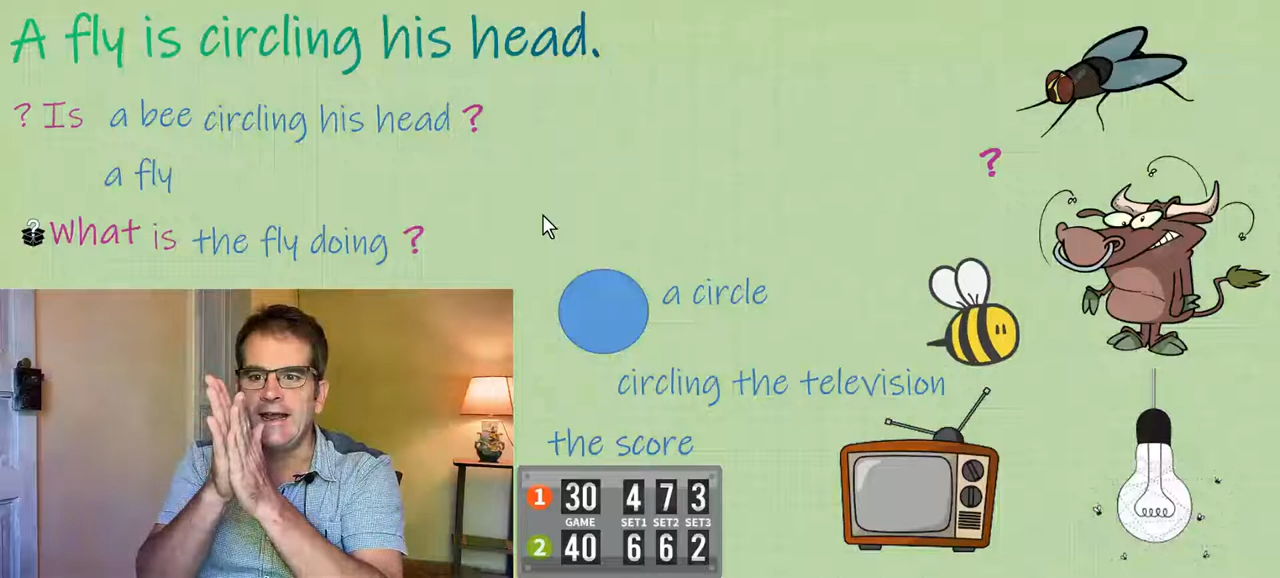 A fly is circling his head.
? Is a bee circling his head ?
a fly
What is the fly doing ?
?
a circle
circling the television
the score
1 30 4 7 3
GAME SET1 SET2 SET3
2 40 6 6 2